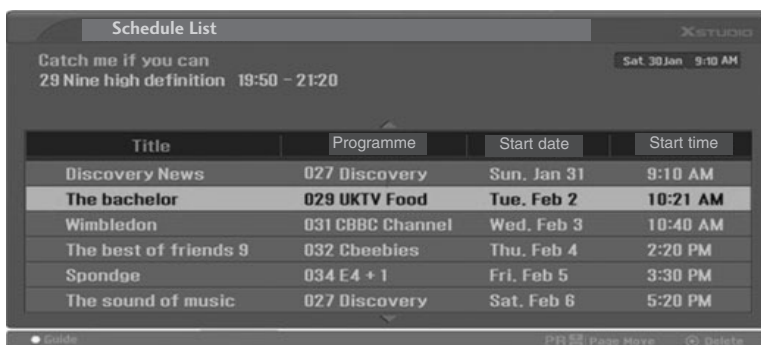 Schedule List
XSTUDIO
Catch me if you can
Sat. 30 Jan 9:10 AM
29 Nine high definition 19:50 - 21:20
Title Programme Start date Start time
Discovery News 027 Discovery Sun. Jan 31 9:10 AM
The bachelor 029 UKTV Food Tue. Feb 2 10:21 AM
Wimbledon 031 CBBC Channel Wed. Feb 3 10:40 AM
The best of friends 9 032 Cbeebies Thu. Feb 4 2:20 PM
Spondge 034 E4 + 1 Fri. Feb 5 3:30 PM
The sound of music 027 Discovery Sat. Feb 6 5:20 PM
Guide PR Page Move Delete